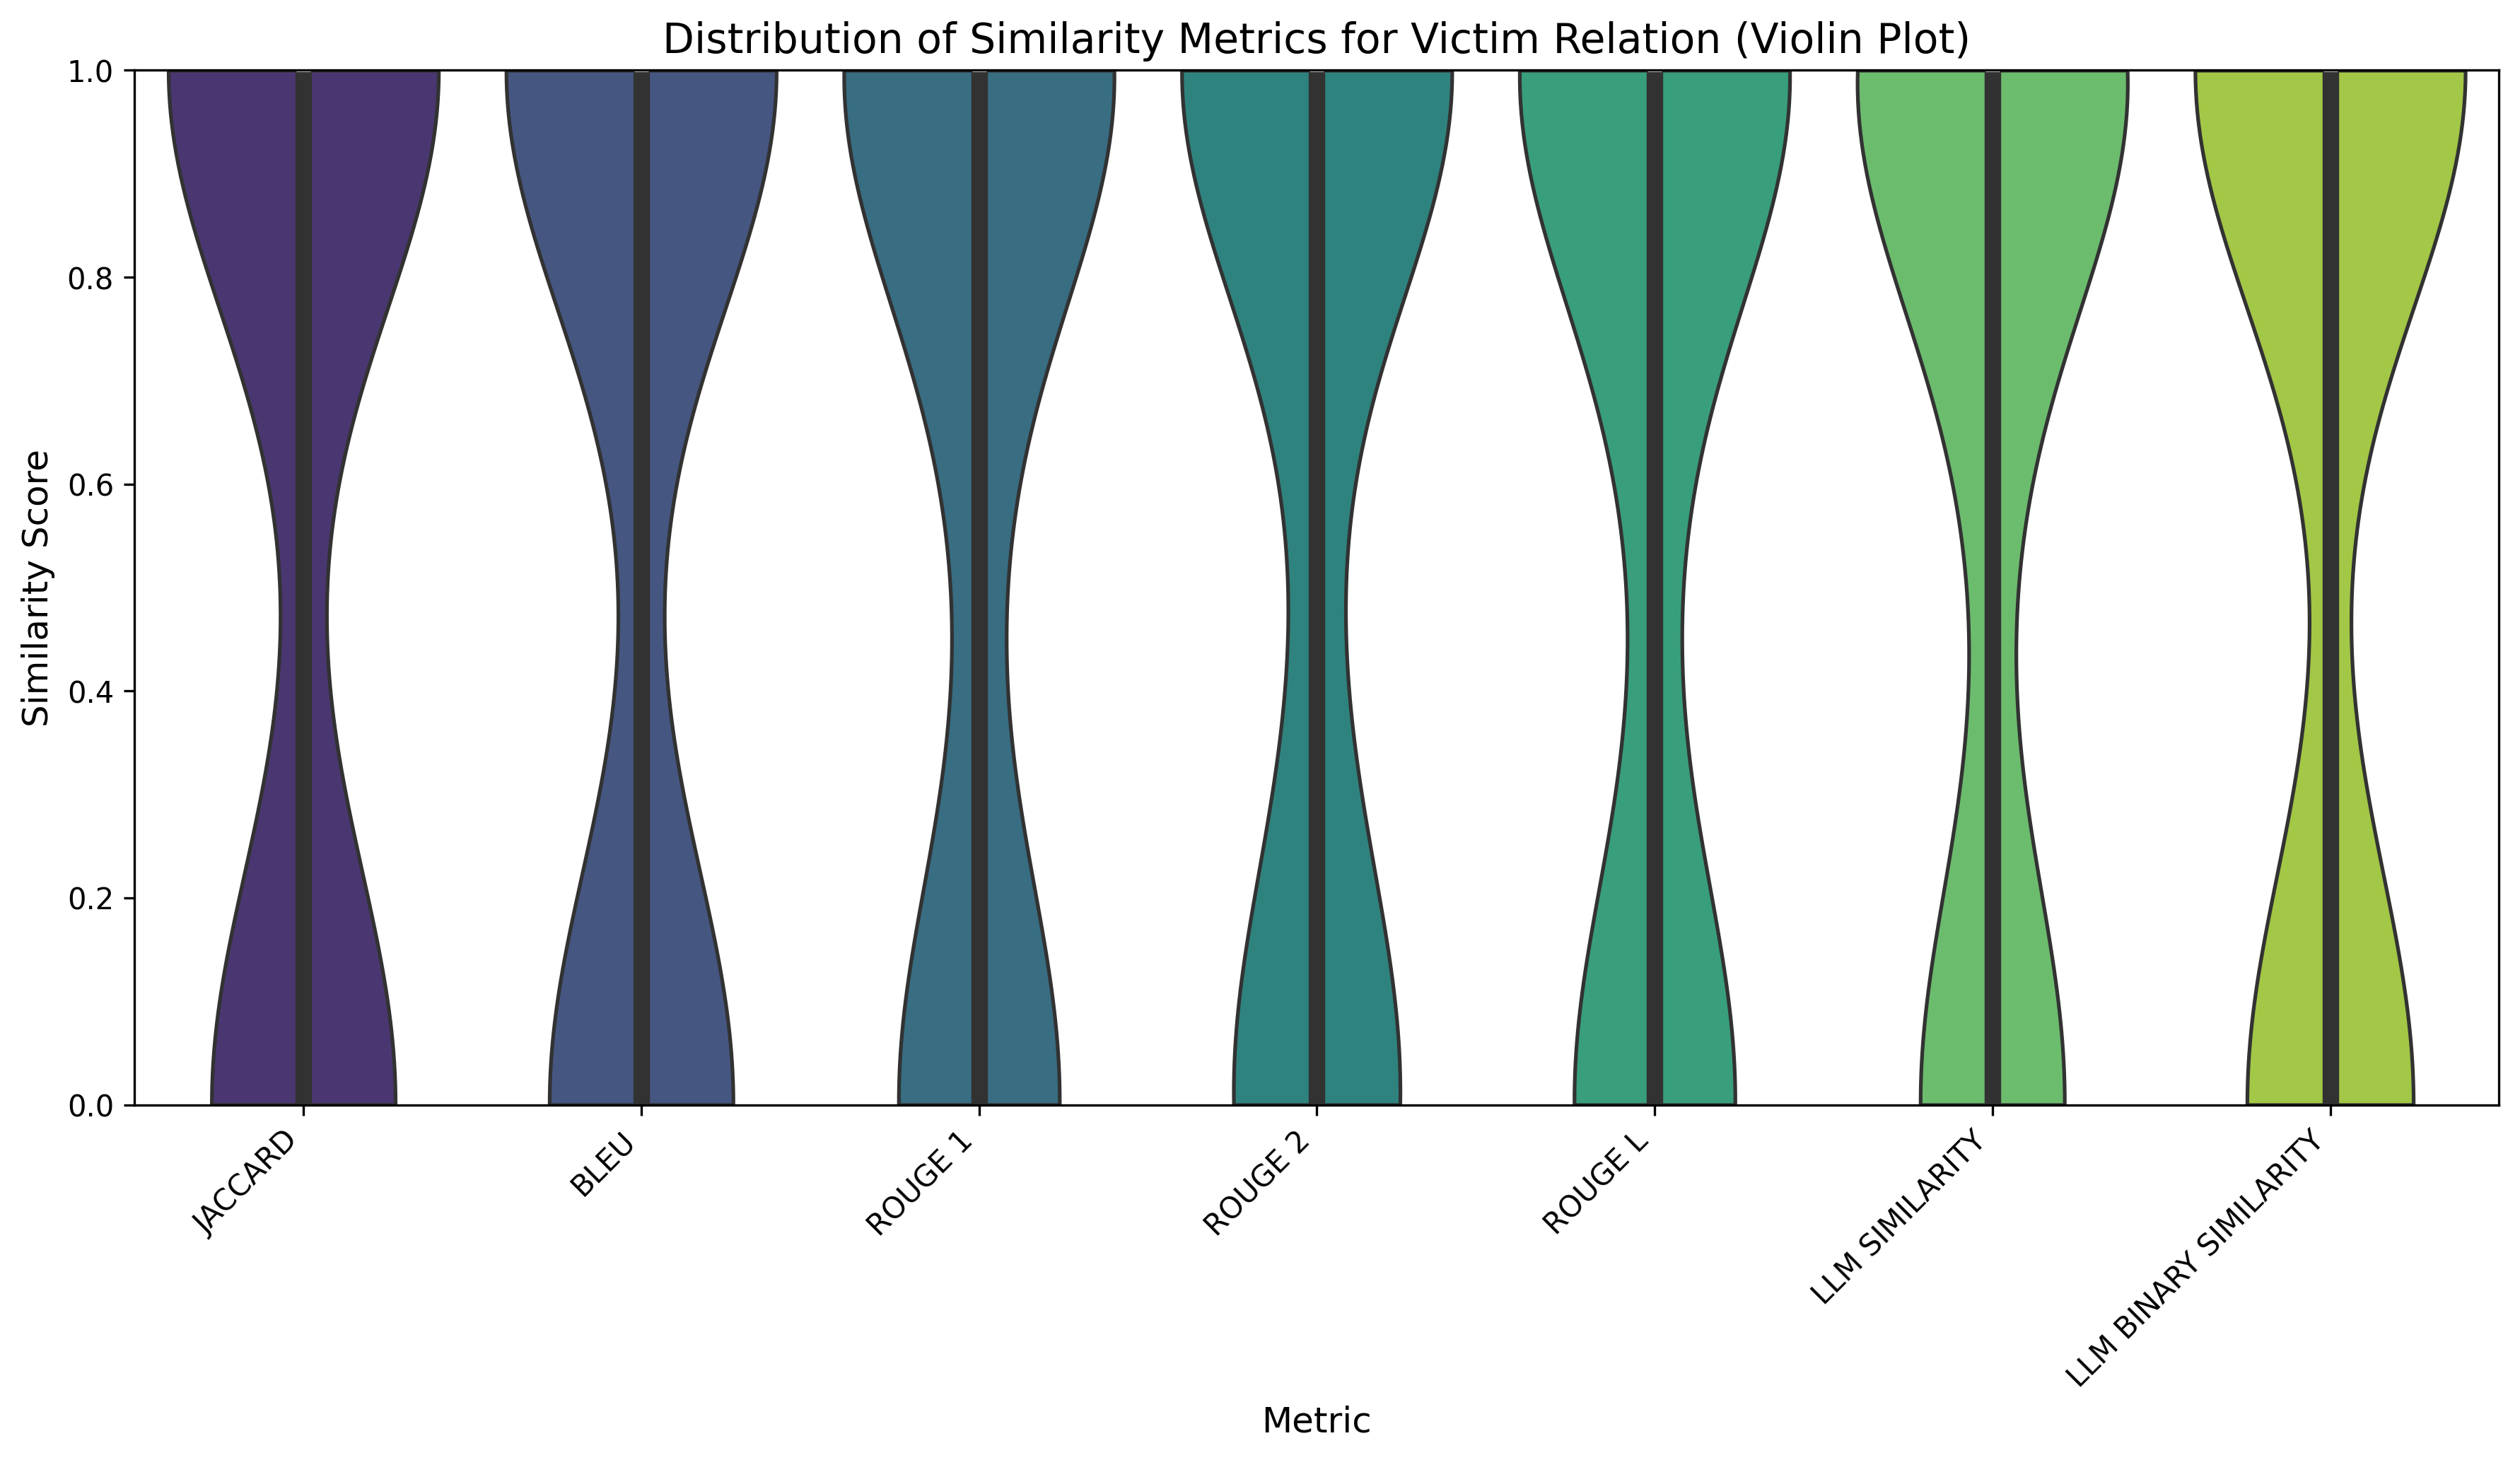 Distribution of Similarity Metrics for Victim Relation (Violin Plot)
1.0
0.8
0.6
0.4
0.2
0.0
Similarity Score
JACCARD
BLEU
ROUGE 1
ROUGE 2
ROUGE L
LLM SIMILARITY
LLM BINARY SIMILARITY
Metric